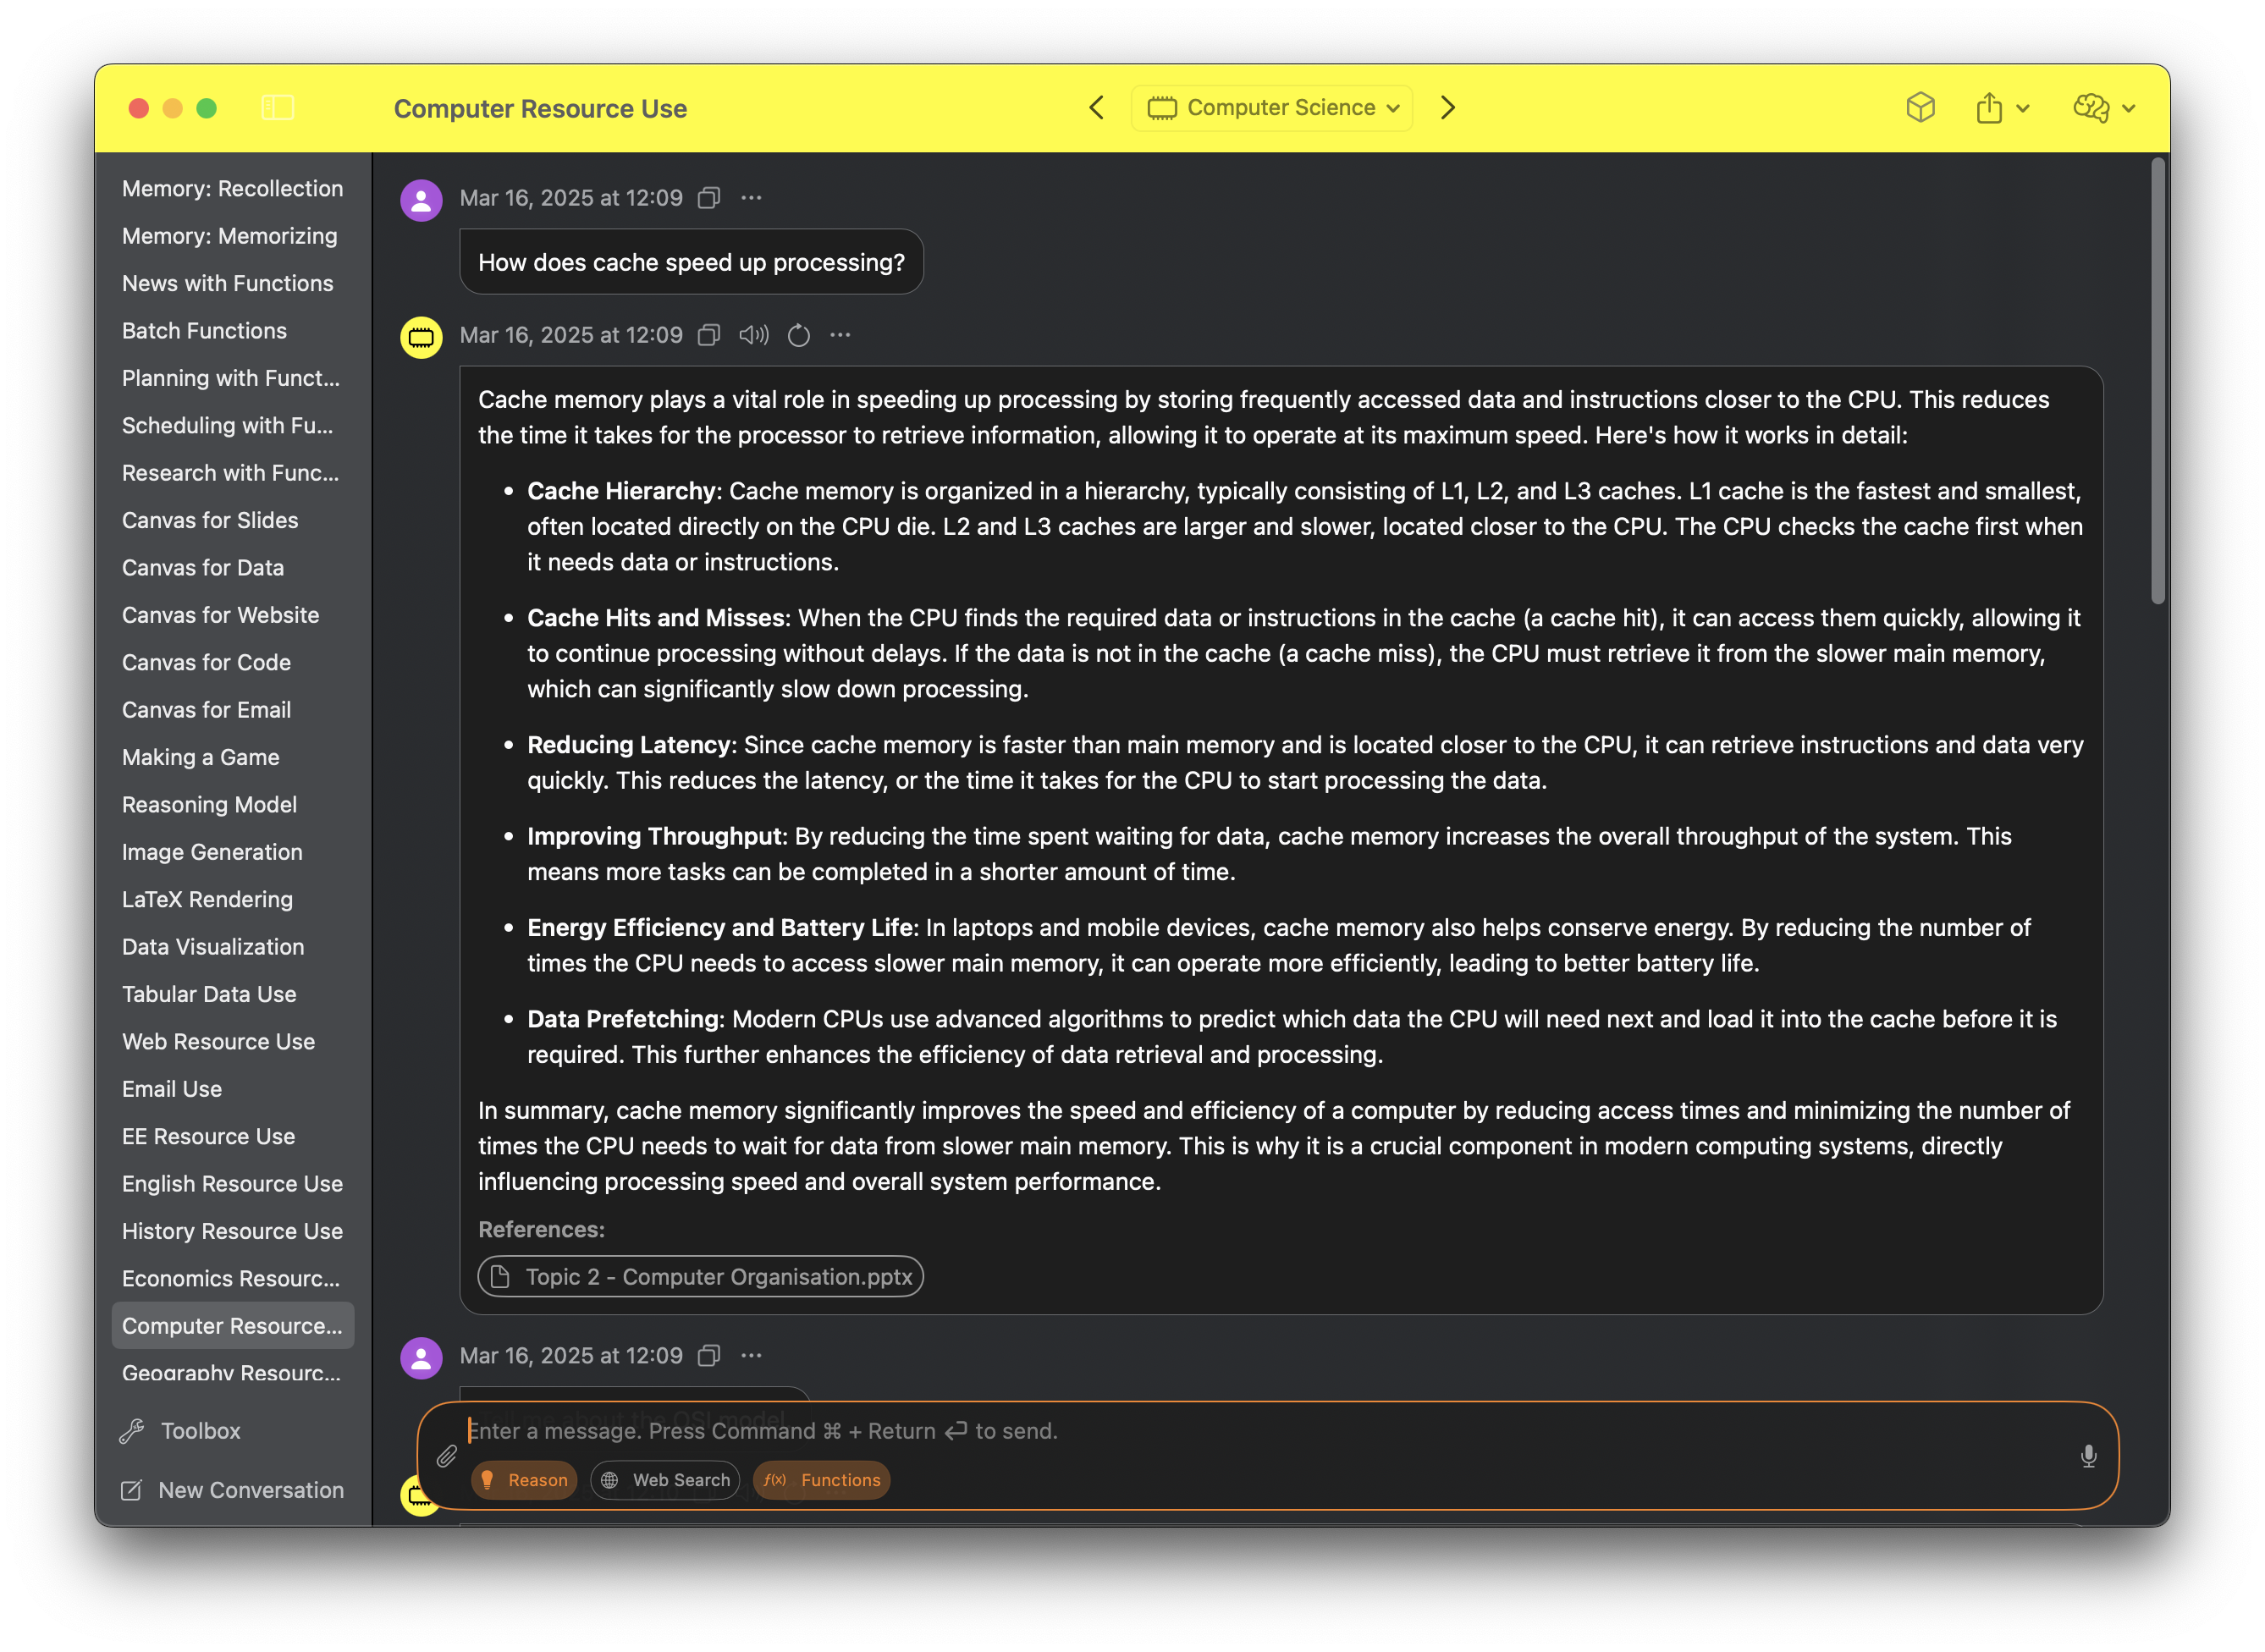 Computer Resource Use
Computer Science
Memory: Recollection
Memory: Memorizing
News with Functions
Batch Functions
Planning with Funct...
Scheduling with Fu...
Research with Func...
Canvas for Slides
Canvas for Data
Canvas for Website
Canvas for Code
Canvas for Email
Making a Game
Reasoning Model
Image Generation
LaTeX Rendering
Data Visualization
Tabular Data Use
Web Resource Use
Email Use
EE Resource Use
English Resource Use
History Resource Use
Economics Resourc...
Computer Resource...
Geography Resourc...
Toolbox
New Conversation
Mar 16, 2025 at 12:09
How does cache speed up processing?
Mar 16, 2025 at 12:09
Cache memory plays a vital role in speeding up processing by storing frequently accessed data and instructions closer to the CPU. This reduces
the time it takes for the processor to retrieve information, allowing it to operate at its maximum speed. Here's how it works in detail:
• Cache Hierarchy: Cache memory is organized in a hierarchy, typically consisting of L1, L2, and L3 caches. L1 cache is the fastest and smallest,
often located directly on the CPU die. L2 and L3 caches are larger and slower, located closer to the CPU. The CPU checks the cache first when
it needs data or instructions.
• Cache Hits and Misses: When the CPU finds the required data or instructions in the cache (a cache hit), it can access them quickly, allowing it
to continue processing without delays. If the data is not in the cache (a cache miss), the CPU must retrieve it from the slower main memory,
which can significantly slow down processing.
• Reducing Latency: Since cache memory is faster than main memory and is located closer to the CPU, it can retrieve instructions and data very
quickly. This reduces the latency, or the time it takes for the CPU to start processing the data.
• Improving Throughput: By reducing the time spent waiting for data, cache memory increases the overall throughput of the system. This
means more tasks can be completed in a shorter amount of time.
• Energy Efficiency and Battery Life: In laptops and mobile devices, cache memory also helps conserve energy. By reducing the number of
times the CPU needs to access slower main memory, it can operate more efficiently, leading to better battery life.
• Data Prefetching: Modern CPUs use advanced algorithms to predict which data the CPU will need next and load it into the cache before it is
required. This further enhances the efficiency of data retrieval and processing.
In summary, cache memory significantly improves the speed and efficiency of a computer by reducing access times and minimizing the number of
times the CPU needs to wait for data from slower main memory. This is why it is a crucial component in modern computing systems, directly
influencing processing speed and overall system performance.
References:
Topic 2 - Computer Organisation.pptx
Mar 16, 2025 at 12:09
me about the OSI model
Enter a message. Press Command ⌘ + Return ↩ to send.
Reason
Web Search
f(x) Functions